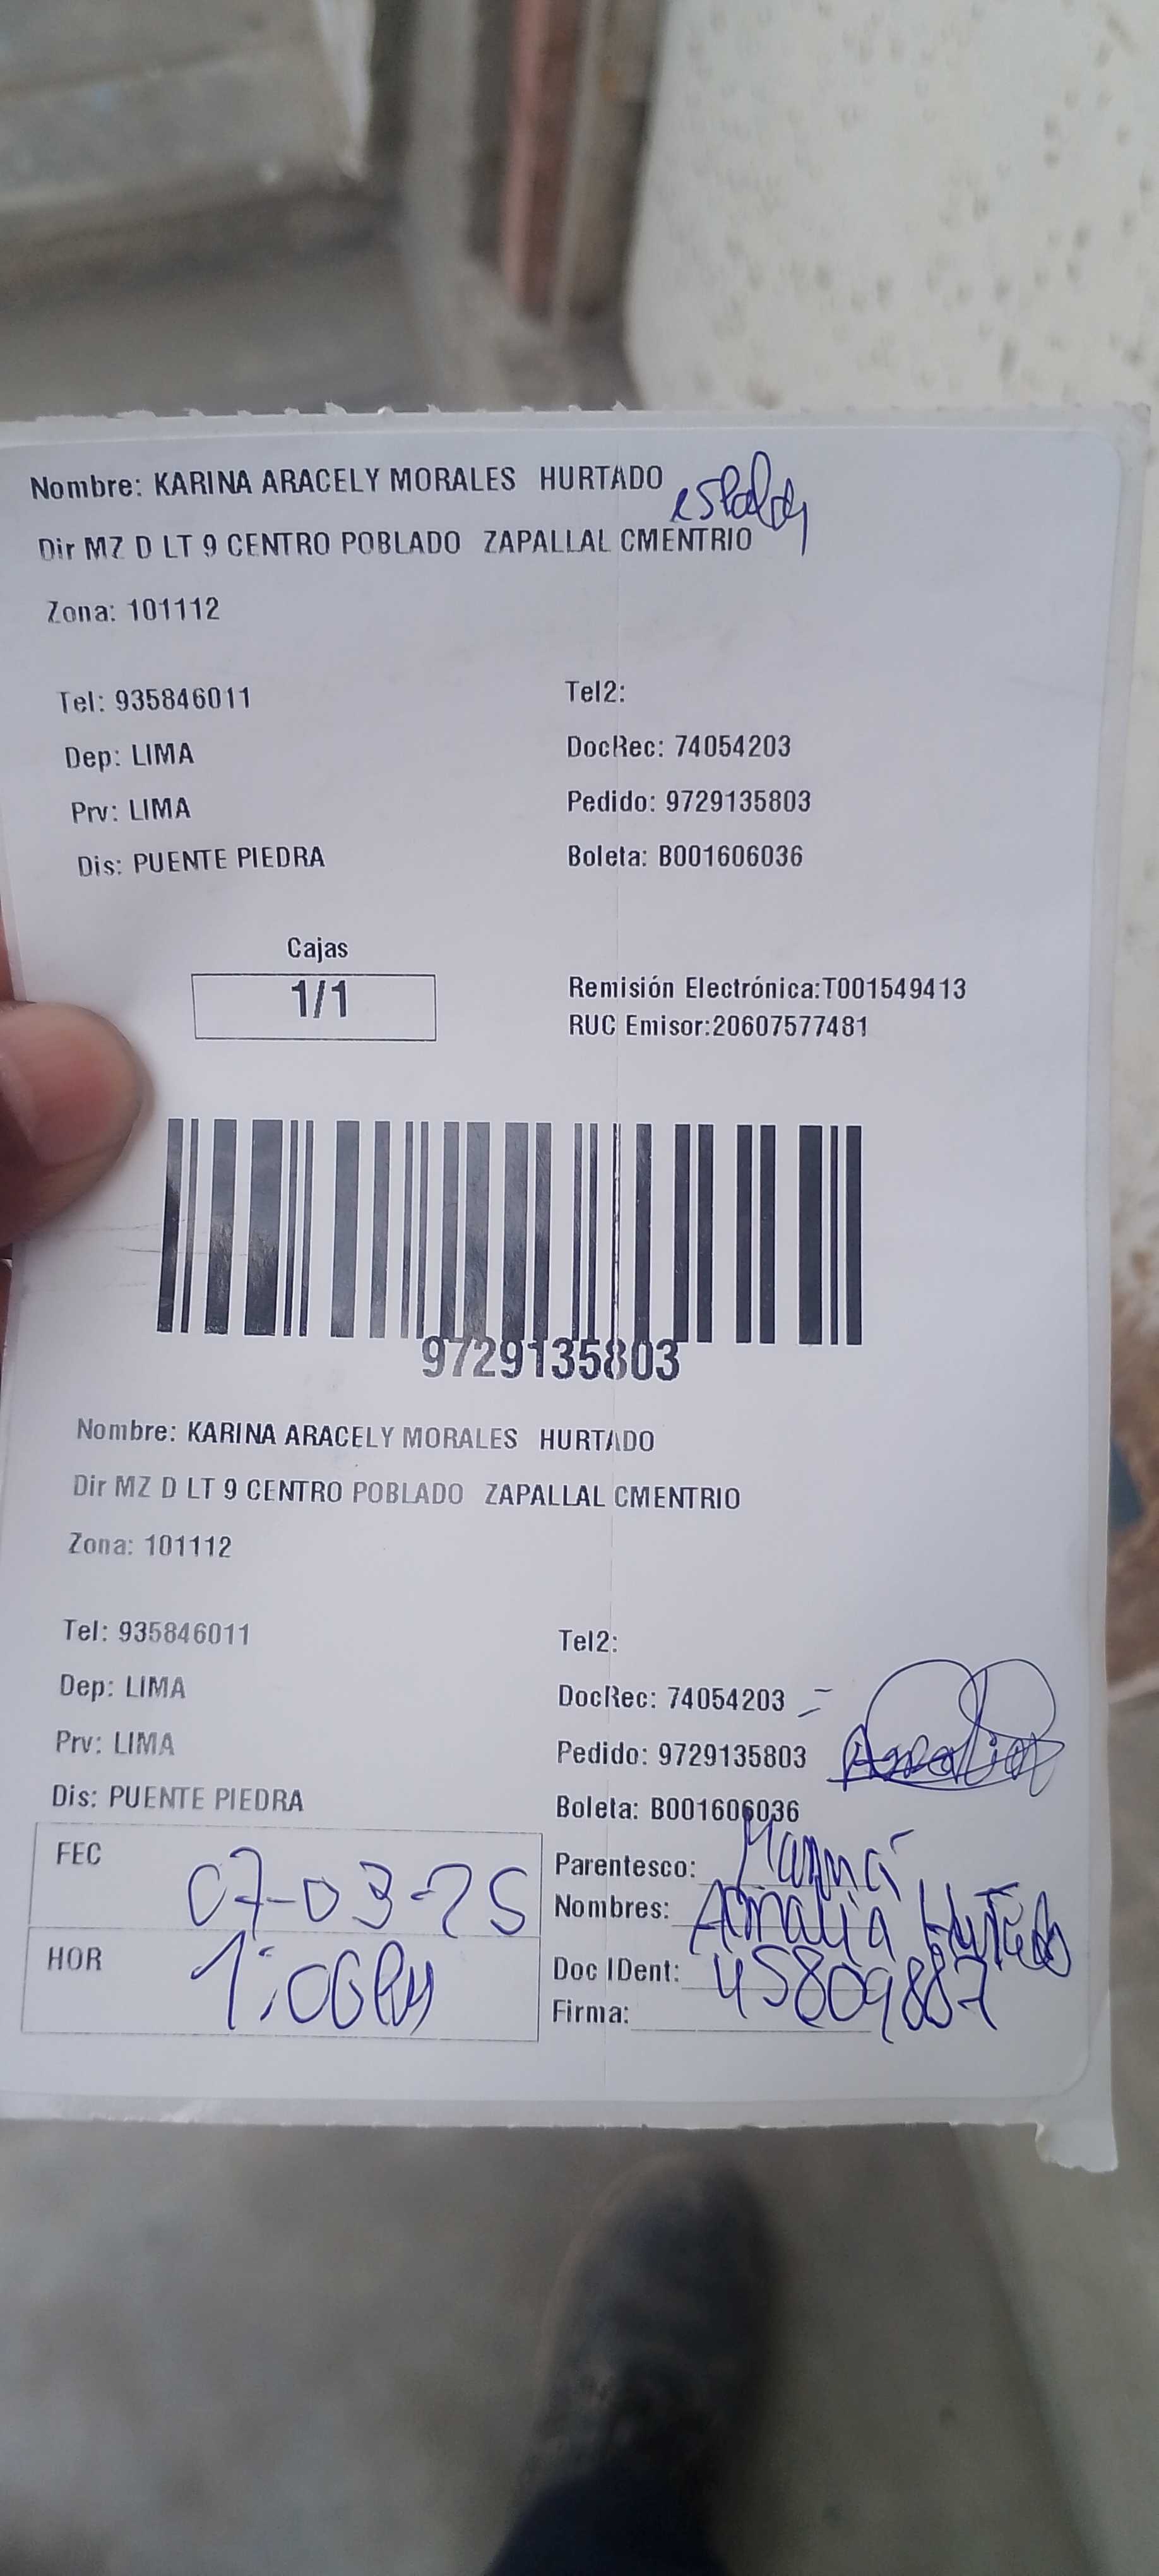 Nombre: KARINA ARACELY MORALES HURTADO
Dir MZ D LT 9 CENTRO POBLADO ZAPALLAL CMENTRIO
Zona: 101112
Tel: 935846011
Tel2:
Dep: LIMA
DocRec: 74054203
Prv: LIMA
Pedido: 9729135803
Dis: PUENTE PIEDRA
Boleta: B001606036
Cajas
1/1
Remisión Electrónica:T001549413
RUC Emisor:20607577481
9729135803
Nombre: KARINA ARACELY MORALES HURTADO
Dir MZ D LT 9 CENTRO POBLADO ZAPALLAL CMENTRIO
Zona: 101112
Tel: 935846011
Tel2:
Dep: LIMA
DocRec: 74054203
Prv: LIMA
Pedido: 9729135803
Dis: PUENTE PIEDRA
Boleta: B001606036
FEC 07-03-25
Parentesco: Mamá
Nombres: Amalia Hurtado
HOR 1:06 Pm
Doc IDent: 45809887
Firma: